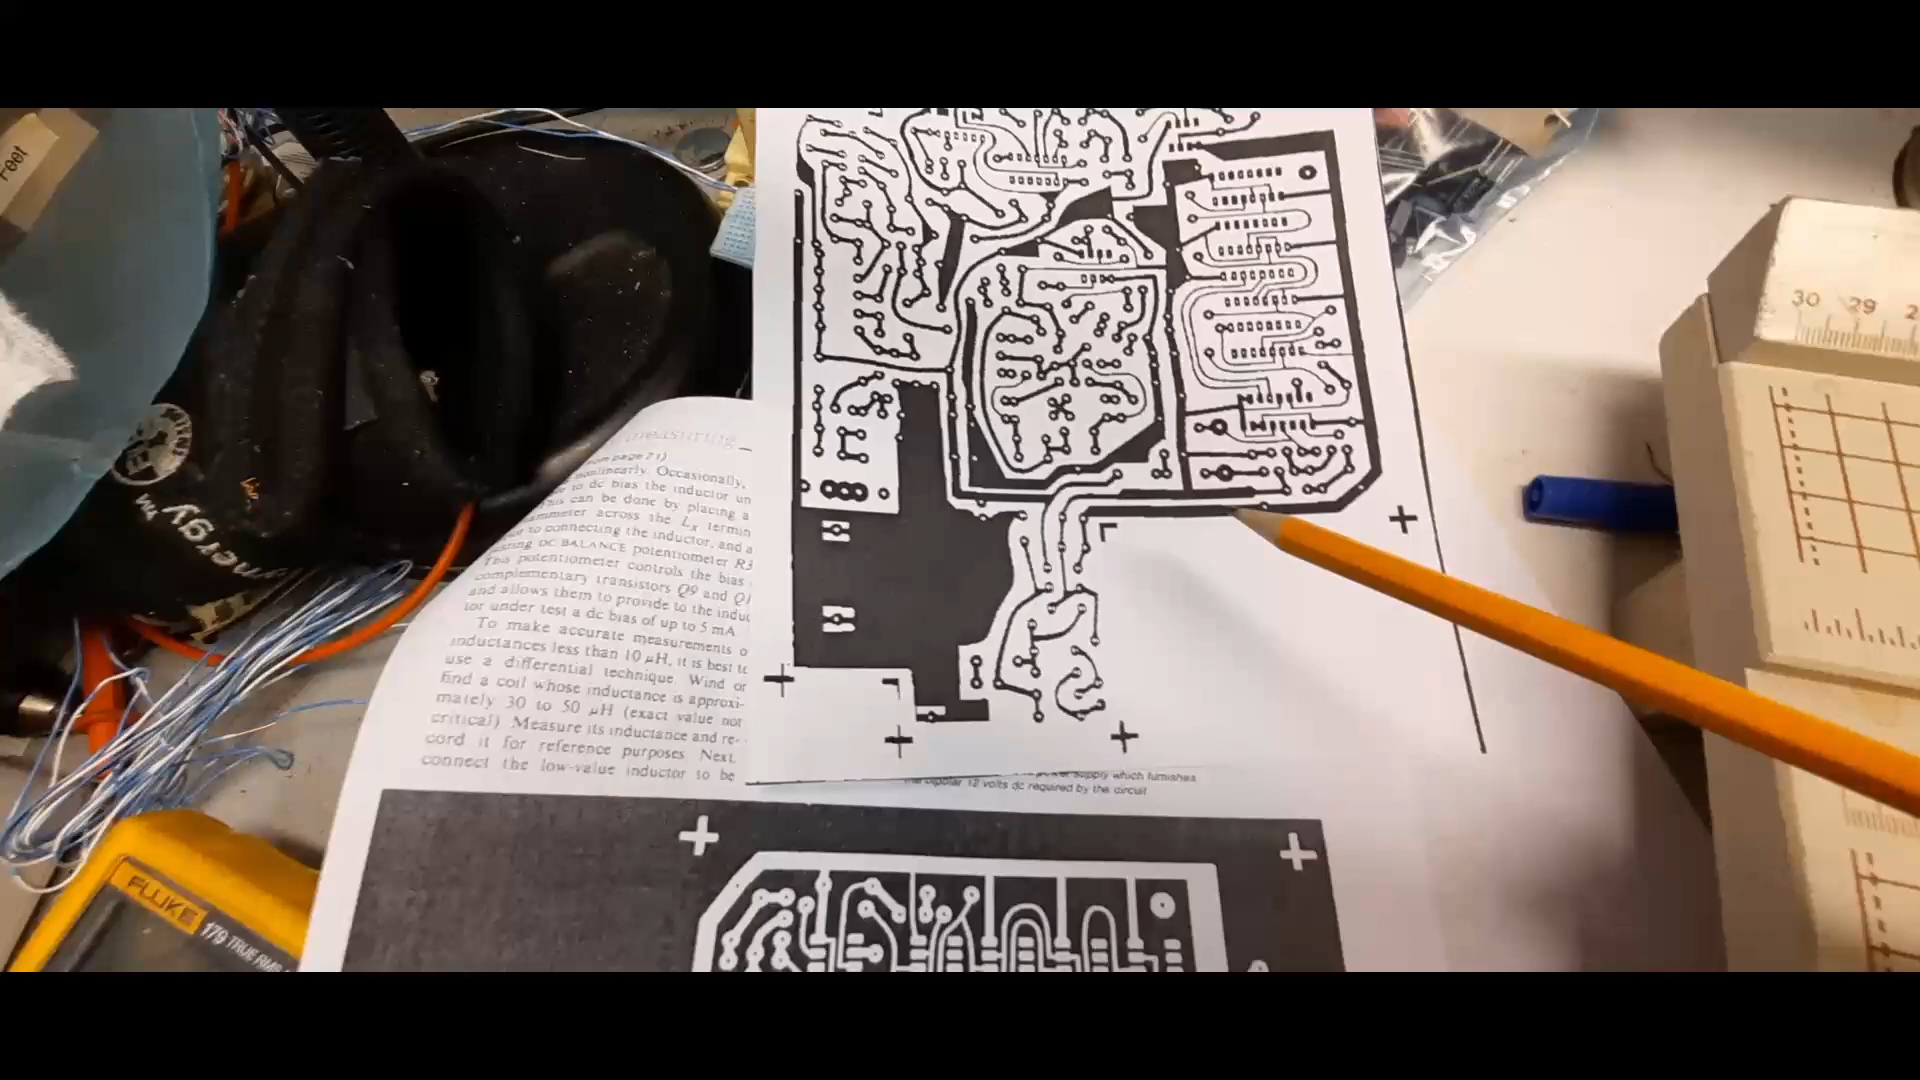 Foot
measuring
from page 21)
nonlinearly. Occasionally,
to dc bias the inductor un
This can be done by placing a
ammeter across the Lx termin
to connecting the inductor, and a
DC BALANCE potentiometer R3
This potentiometer controls the bias
complementary transistors Q9 and Q1
and allows them to provide to the induc
tor under test a dc bias of up to 5 mA.
To make accurate measurements o
inductances less than 10 µH, it is best to
use a differential technique. Wind or
find a coil whose inductance is approxi-
mately 30 to 50 µH (exact value not
critical). Measure its inductance and re-
cord it for reference purposes. Next,
connect the low-value inductor to be
power supply which furnishes
the bipolar 12 volts dc required by the circuit
energy TM
FLUKE
179 TRUE RMS
30 29 2